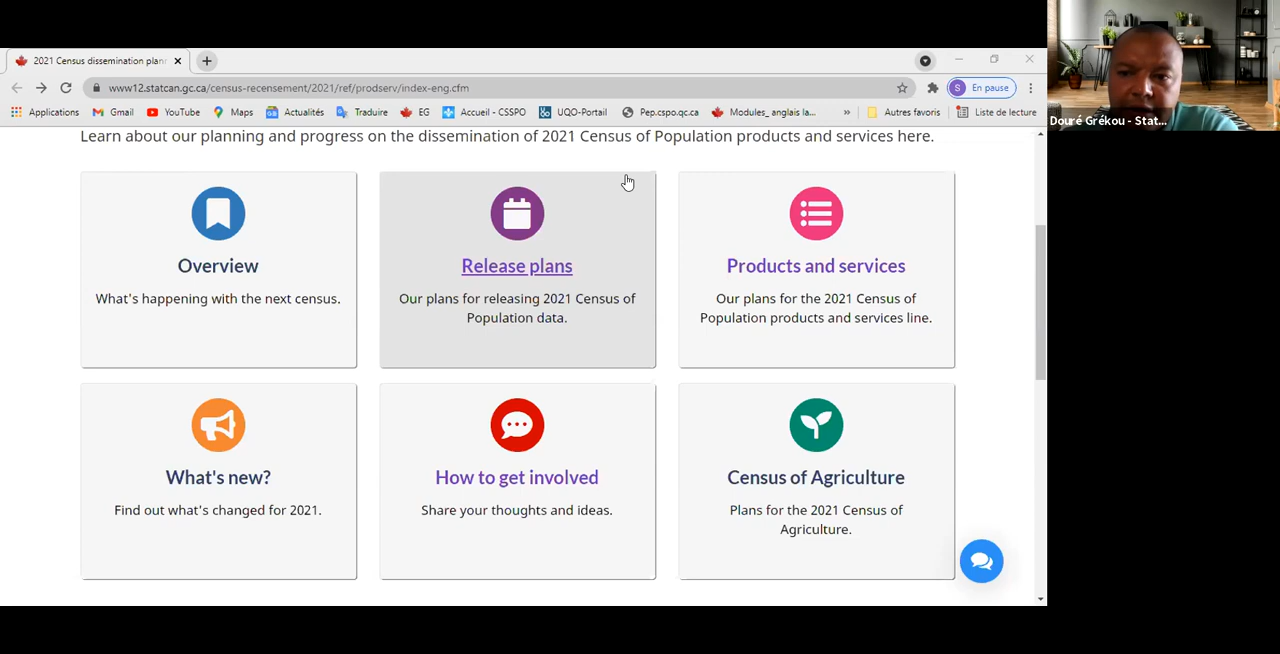 2021 Census dissemination plan
www12.statcan.gc.ca/census-recensement/2021/ref/prodserv/index-eng.cfm
S En pause
Applications Gmail YouTube Maps Actualités Traduire EG Accueil - CSSPO UQO-Portail Pep.cspo.qc.ca Modules_ anglais la... » Autres favoris Liste de lecture
Douré Grékou - Stat...
Learn about our planning and progress on the dissemination of 2021 Census of Population products and services here.
Overview
What's happening with the next census.
Release plans
Our plans for releasing 2021 Census of
Population data.
Products and services
Our plans for the 2021 Census of
Population products and services line.
What's new?
Find out what's changed for 2021.
How to get involved
Share your thoughts and ideas.
Census of Agriculture
Plans for the 2021 Census of
Agriculture.